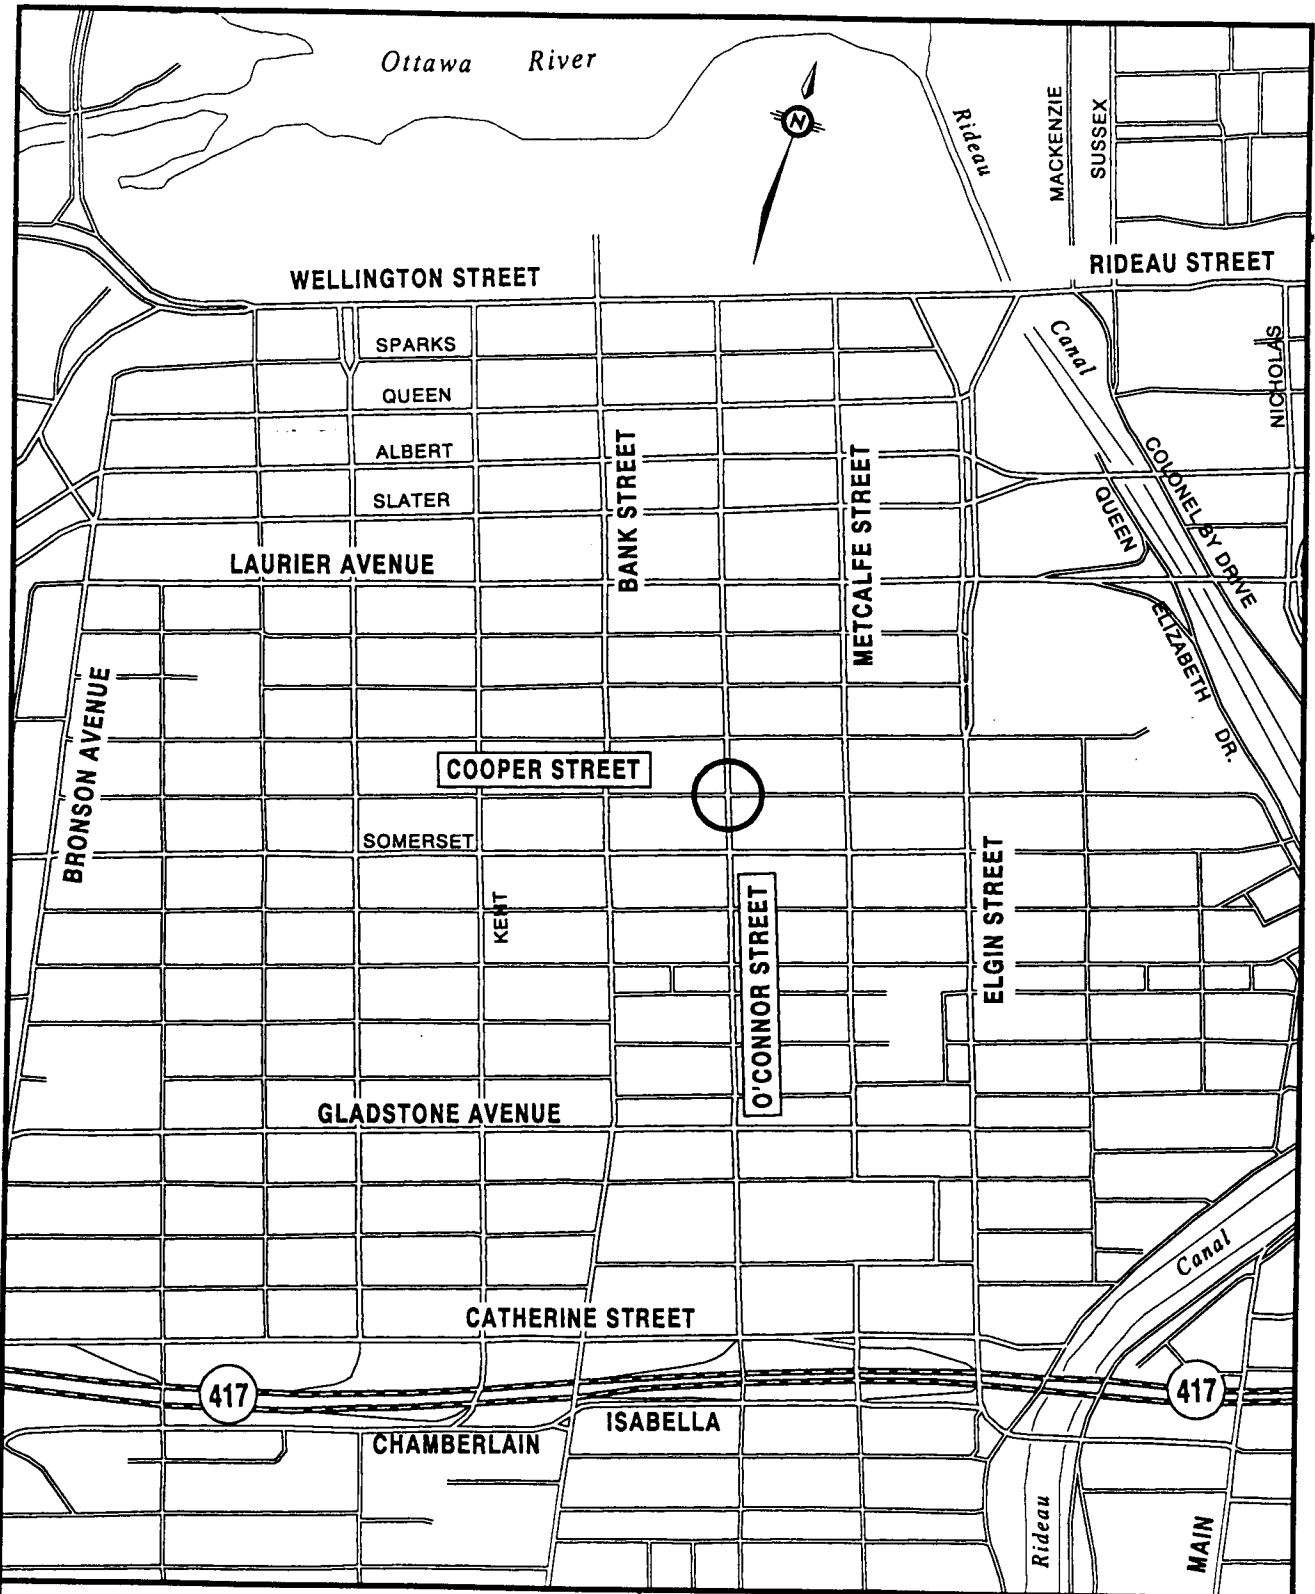 Ottawa River
N
Rideau
MACKENZIE
SUSSEX
WELLINGTON STREET
RIDEAU STREET
SPARKS
QUEEN
ALBERT
SLATER
LAURIER AVENUE
BANK STREET
METCALFE STREET
Canal
NICHOLAS
COLONEL BY DRIVE
QUEEN
ELIZABETH
DR.
BRONSON AVENUE
COOPER STREET
SOMERSET
KENT
O'CONNOR STREET
ELGIN STREET
GLADSTONE AVENUE
Canal
CATHERINE STREET
417
417
ISABELLA
CHAMBERLAIN
Rideau
MAIN